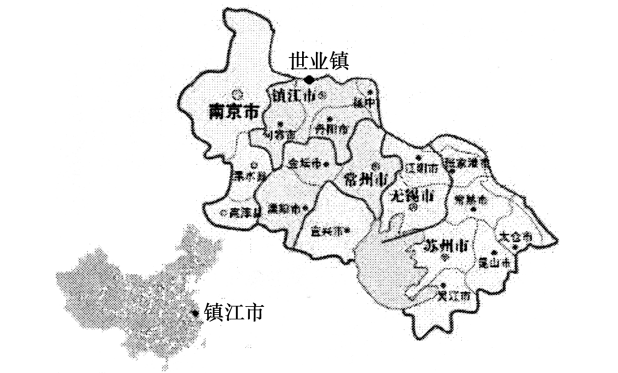 世业镇
镇江市
扬中
南京市
句容市
丹阳市
溧水县
金坛市
常州市
江阴市
张家港市
高淳县
溧阳市
无锡市
常熟市
宜兴市
太仓市
苏州市
昆山市
吴江市
镇江市